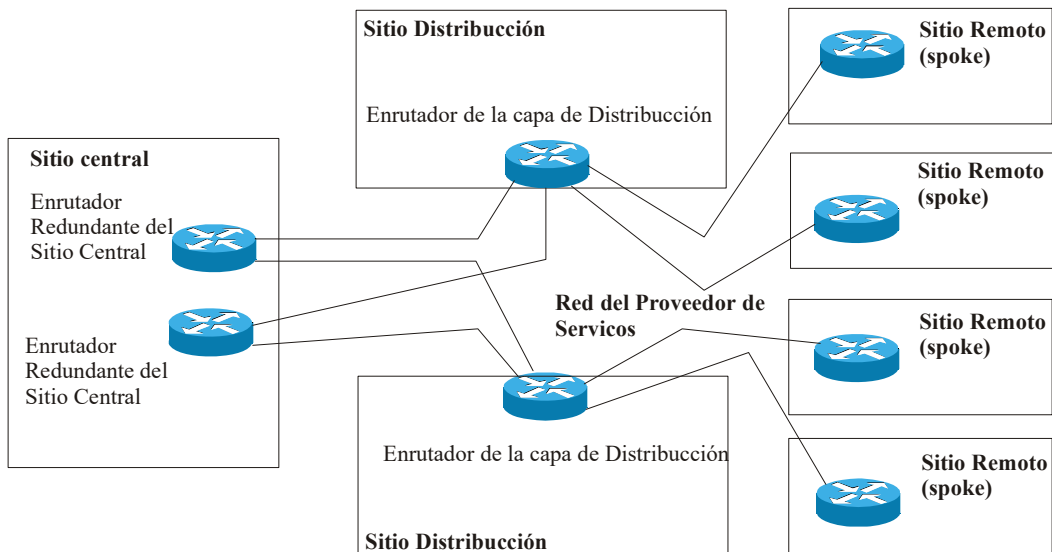 Sitio central
Enrutador
Redundante del
Sitio Central
Enrutador
Redundante del
Sitio Central
Sitio Distribucción
Enrutador de la capa de Distribucción
Red del Proveedor de
Servicos
Enrutador de la capa de Distribucción
Sitio Distribucción
Sitio Remoto
(spoke)
Sitio Remoto
(spoke)
Sitio Remoto
(spoke)
Sitio Remoto
(spoke)